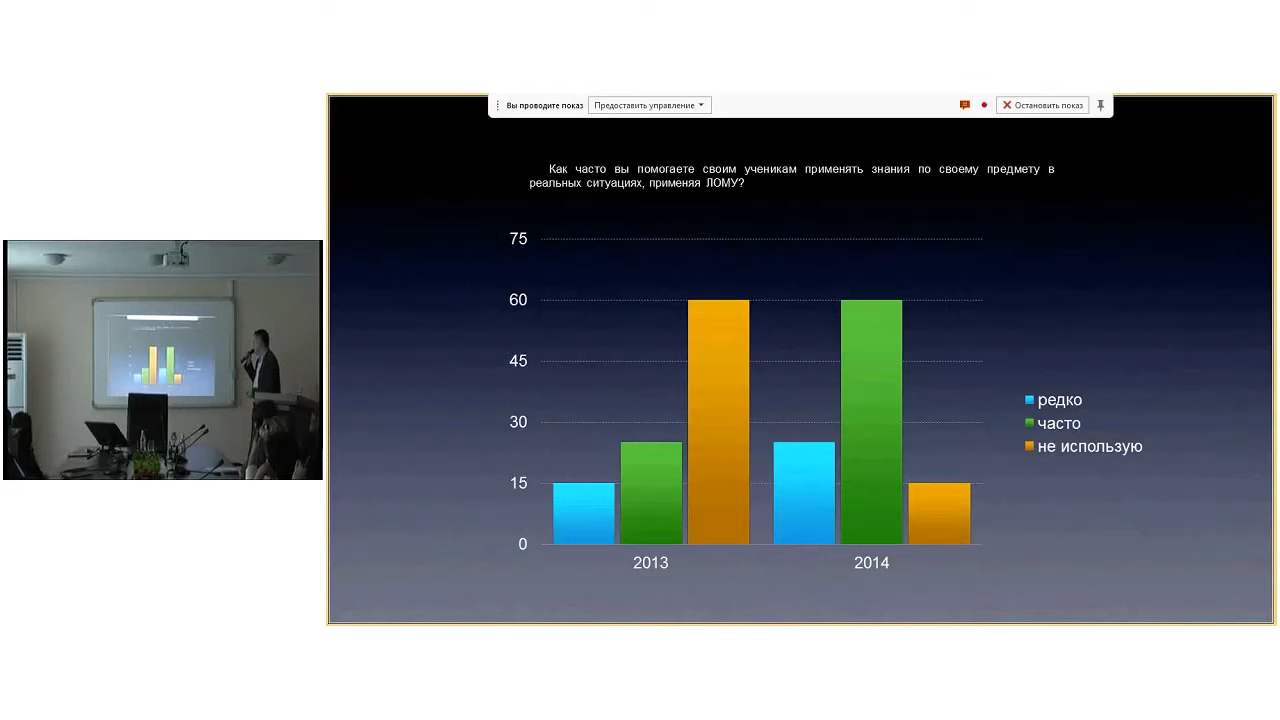 Вы проводите показ
Предоставить управление
Остановить показ
Как часто вы помогаете своим ученикам применять знания по своему предмету в
реальных ситуациях, применяя ЛОМУ?
75
60
45
30
15
0
2013
2014
редко
часто
не использую